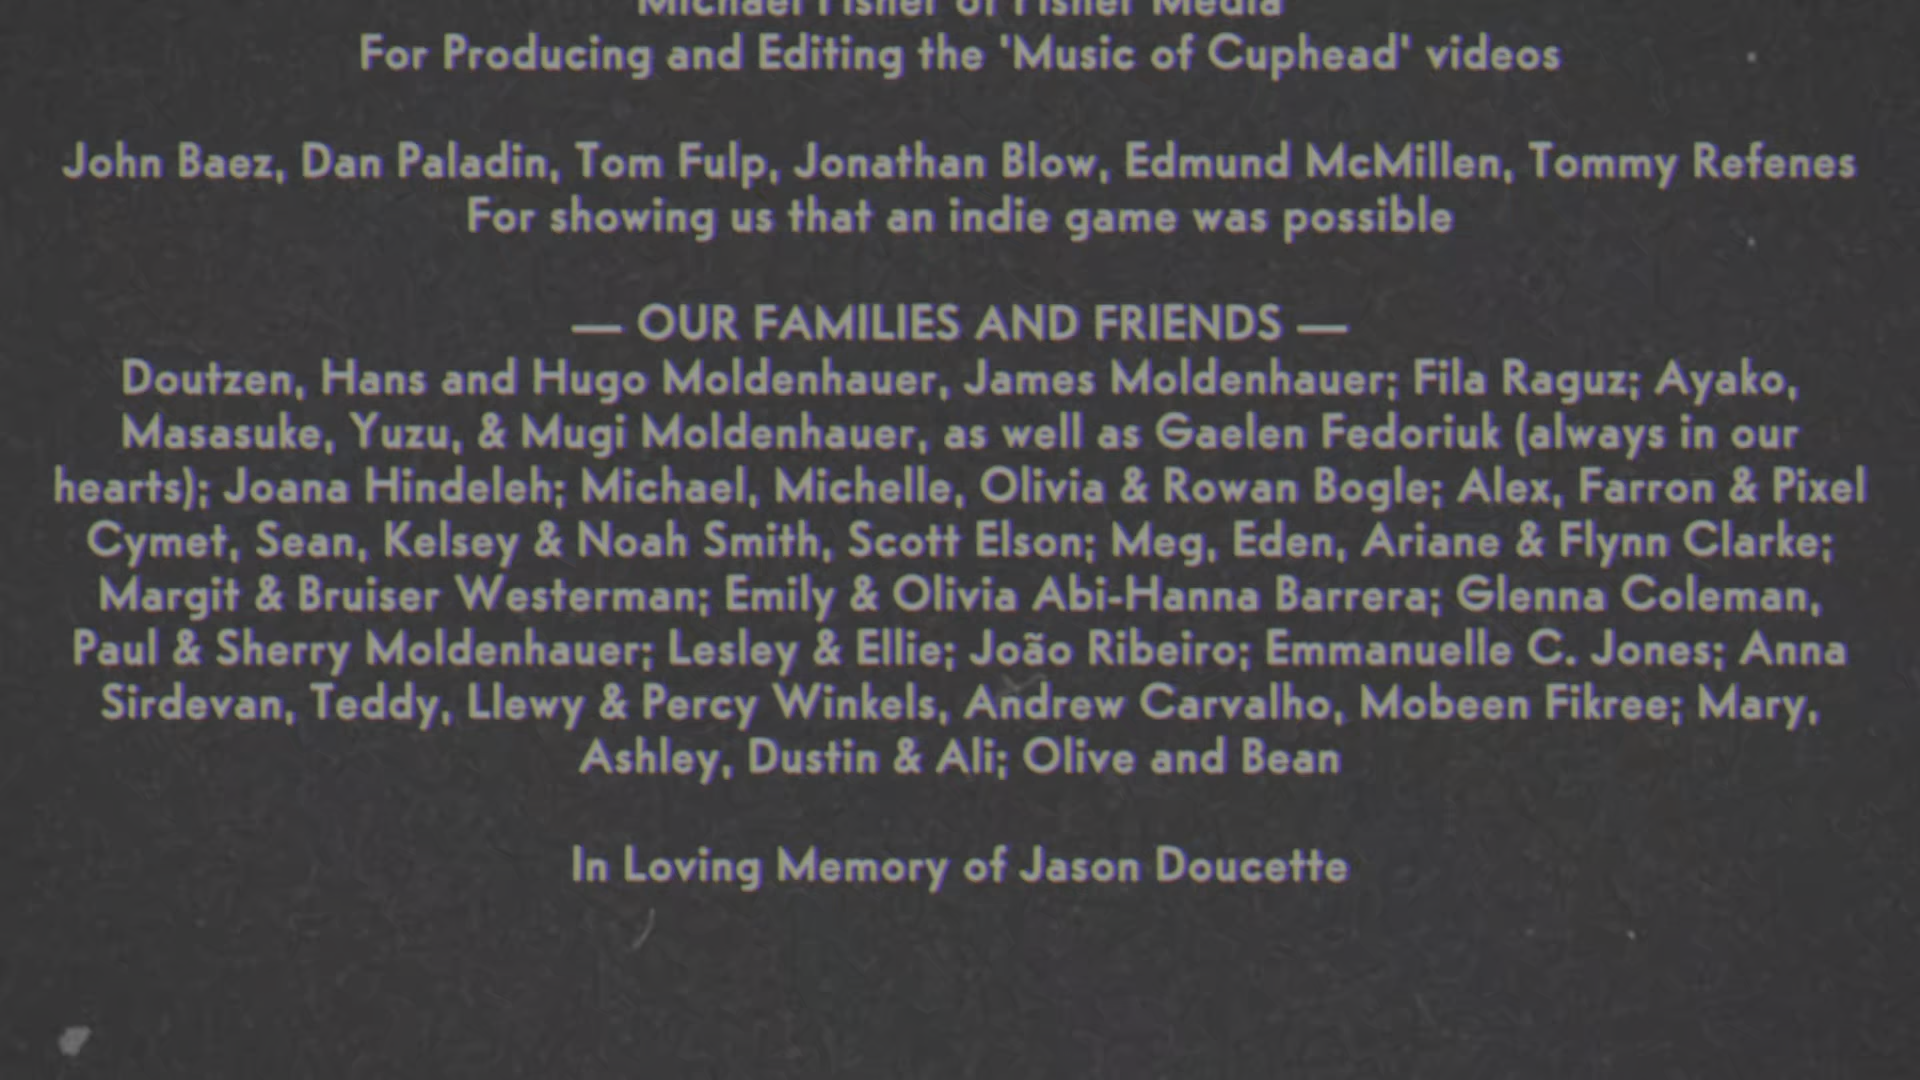 Michael Fisher of Fisher Media
For Producing and Editing the 'Music of Cuphead' videos
John Baez, Dan Paladin, Tom Fulp, Jonathan Blow, Edmund McMillen, Tommy Refenes
For showing us that an indie game was possible
— OUR FAMILIES AND FRIENDS —
Doutzen, Hans and Hugo Moldenhauer, James Moldenhauer; Fila Raguz; Ayako,
Masasuke, Yuzu, & Mugi Moldenhauer, as well as Gaelen Fedoriuk (always in our
hearts); Joana Hindeleh; Michael, Michelle, Olivia & Rowan Bogle; Alex, Farron & Pixel
Cymet, Sean, Kelsey & Noah Smith, Scott Elson; Meg, Eden, Ariane & Flynn Clarke;
Margit & Bruiser Westerman; Emily & Olivia Abi-Hanna Barrera; Glenna Coleman,
Paul & Sherry Moldenhauer; Lesley & Ellie; João Ribeiro; Emmanuelle C. Jones; Anna
Sirdevan, Teddy, Llewy & Percy Winkels, Andrew Carvalho, Mobeen Fikree; Mary,
Ashley, Dustin & Ali; Olive and Bean
In Loving Memory of Jason Doucette